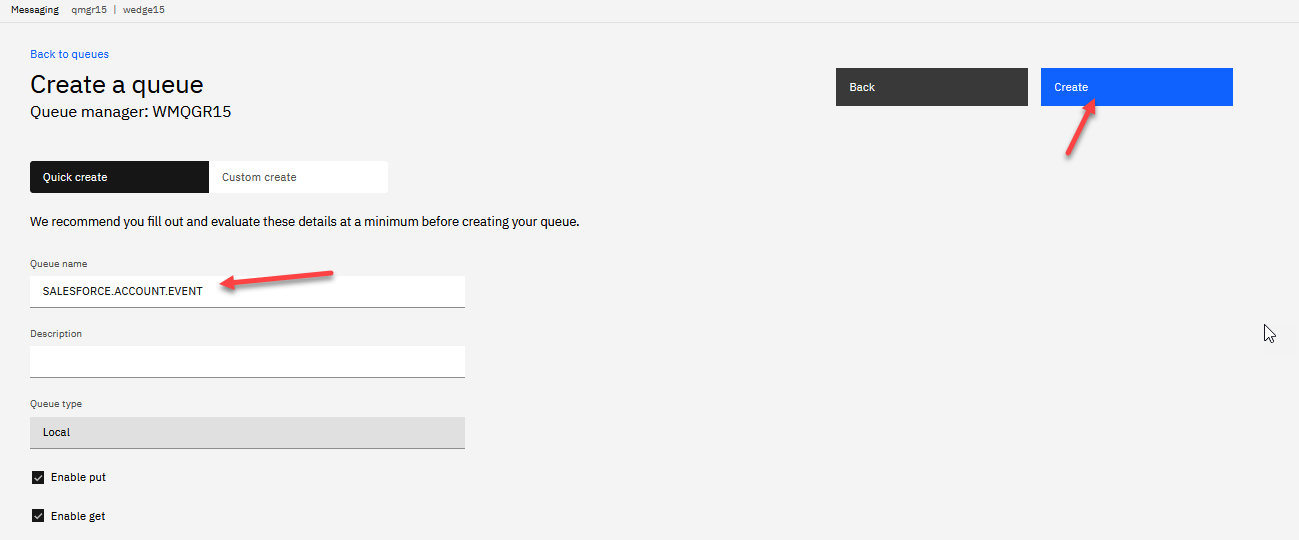 Messaging qmgr15 | wedge15
Back to queues
Create a queue
Queue manager: WMQGR15
Back
Create
Quick create
Custom create
We recommend you fill out and evaluate these details at a minimum before creating your queue.
Queue name
SALESFORCE.ACCOUNT.EVENT
Description
Queue type
Local
Enable put
Enable get